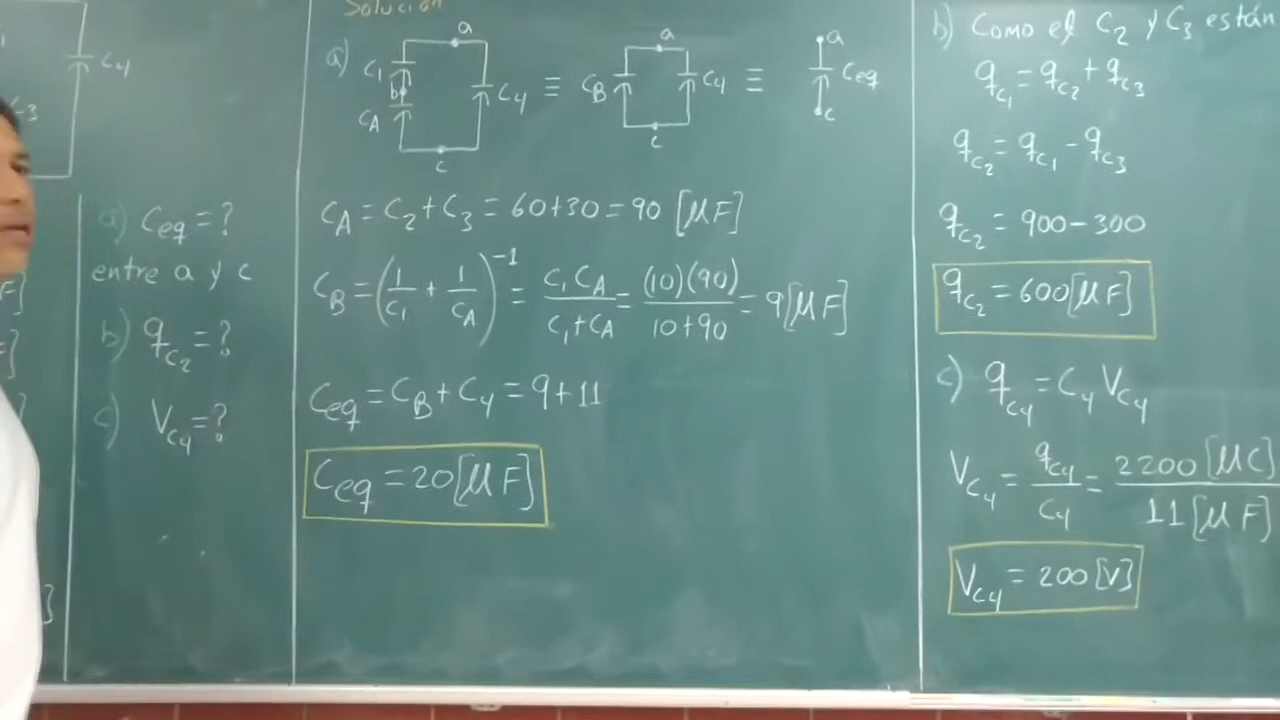 C4
-3
F]
F]
]
a) Ceq = ?
entre a y c
b) qC2 = ?
c) VC4 = ?
Solución
a)
a
C1
b
CA
C4
c
≡
a
CB
C4
c
≡
a
Ceq
c
CA = C2 + C3 = 60 + 30 = 90 [μF]
CB = (1/C1 + 1/CA)^-1 = C1 CA / C1 + CA = (10)(90) / 10 + 90 = 9 [μF]
Ceq = CB + C4 = 9 + 11
Ceq = 20 [μF]
b) Como el C2 y C3 están
qC1 = qC2 + qC3
qC2 = qC1 - qC3
qC2 = 900 - 300
qC2 = 600 [μF]
c) qC4 = C4 VC4
VC4 = qC4 / C4 = 2200 [μC] / 11 [μF]
VC4 = 200 [V]